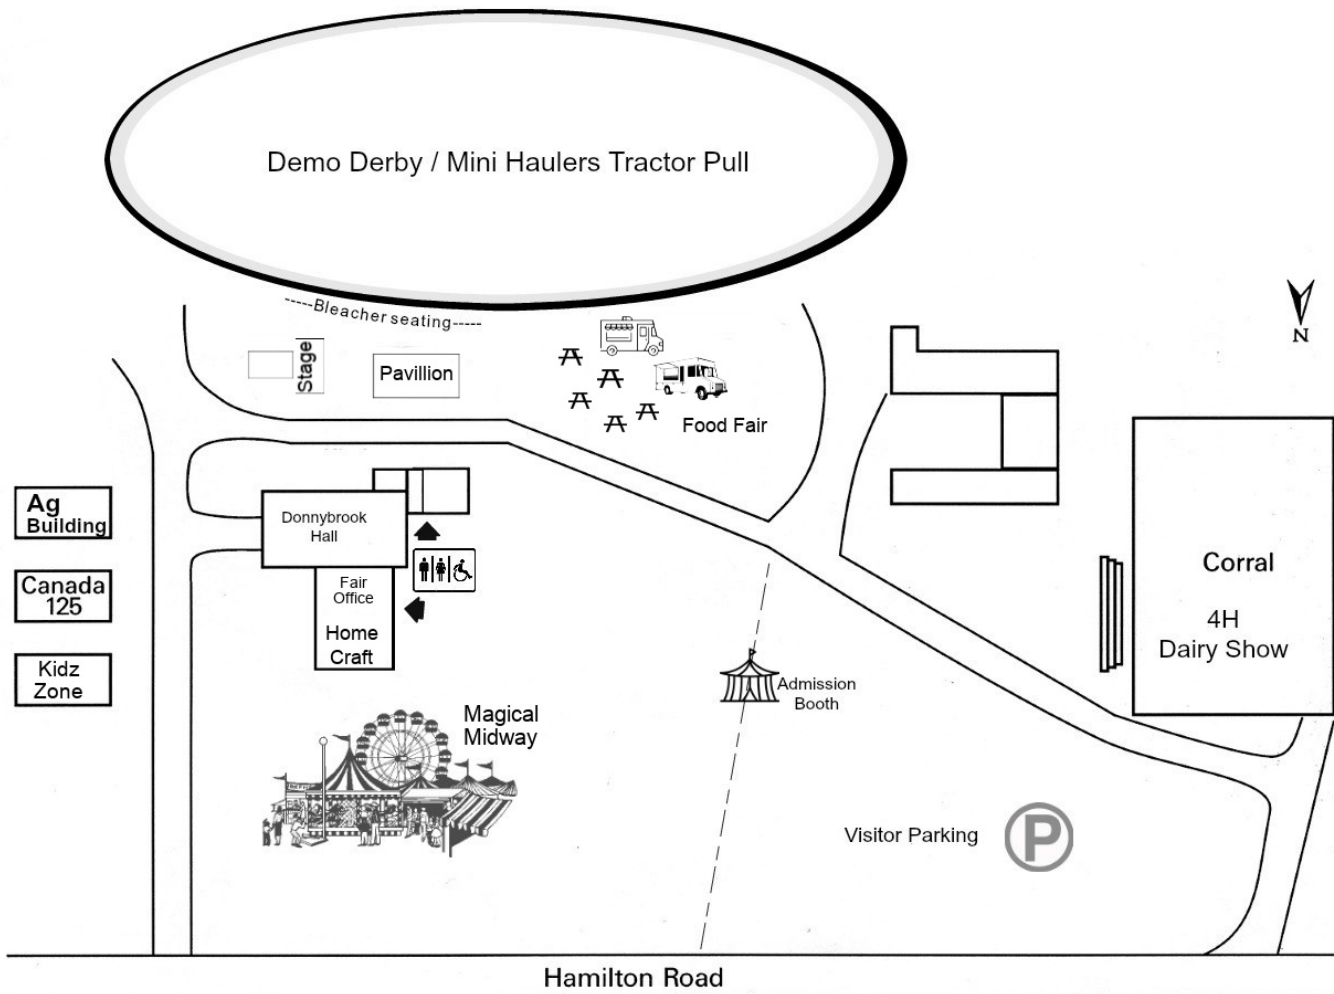 Demo Derby / Mini Haulers Tractor Pull
-----Bleacher seating-----
Stage
Pavillion
Food Fair
N
Ag
Building
Canada
125
Kidz
Zone
Donnybrook
Hall
Fair
Office
Home
Craft
Corral
4H
Dairy Show
Admission
Booth
Magical
Midway
Visitor Parking
P
Hamilton Road